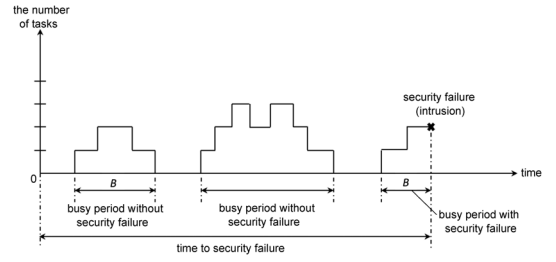 the number
of tasks
security failure
(intrusion)
0
time
B
B
busy period without
security failure
busy period without
security failure
busy period with
security failure
time to security failure